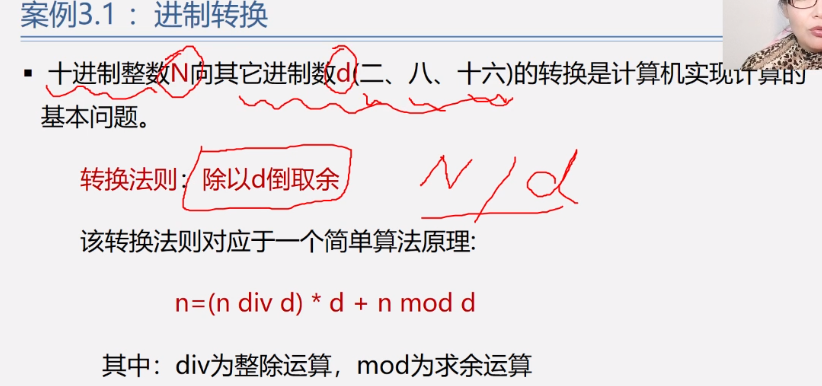 案例3.1 ：进制转换
▪ 十进制整数N向其它进制数d(二、八、十六)的转换是计算机实现计算的
基本问题。
转换法则：除以d倒取余 N/d
该转换法则对应于一个简单算法原理:
n=(n div d) * d + n mod d
其中：div为整除运算，mod为求余运算